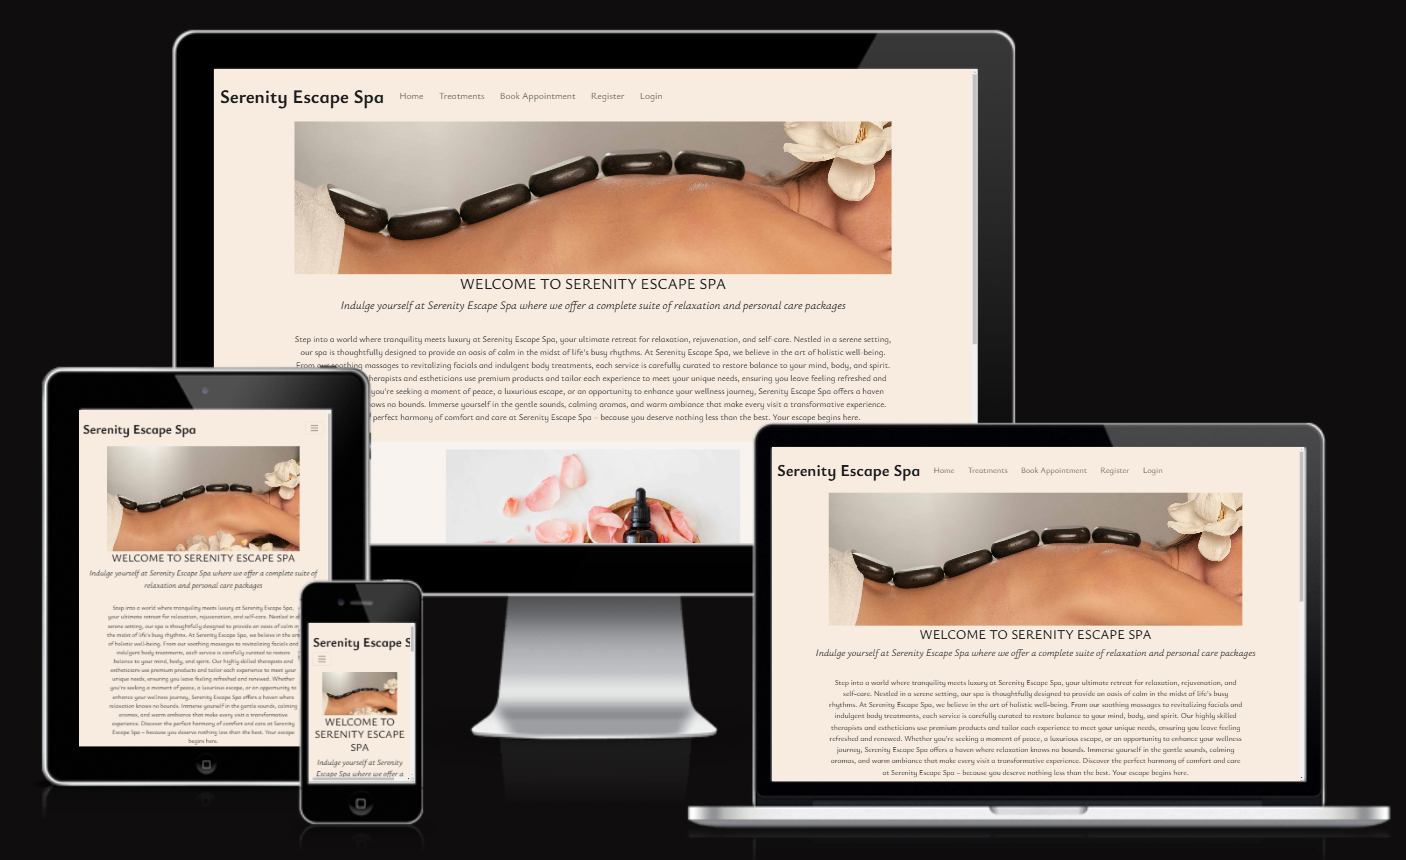 Serenity Escape Spa Home Treatments Book Appointment Register Login
WELCOME TO SERENITY ESCAPE SPA
Indulge yourself at Serenity Escape Spa where we offer a complete suite of relaxation and personal care packages
Step into a world where tranquility meets luxury at Serenity Escape Spa, your ultimate retreat for relaxation, rejuvenation, and self-care. Nestled in a serene setting,
our spa is thoughtfully designed to provide an oasis of calm in the midst of life's busy rhythms. At Serenity Escape Spa, we believe in the art of holistic well-being.
From our soothing massages to revitalizing facials and indulgent body treatments, each service is carefully curated to restore balance to your mind, body, and spirit.
therapists and estheticians use premium products and tailor each experience to meet your unique needs, ensuring you leave feeling refreshed and
you're seeking a moment of peace, a luxurious escape, or an opportunity to enhance your wellness journey, Serenity Escape Spa offers a haven
no bounds. Immerse yourself in the gentle sounds, calming aromas, and warm ambiance that make every visit a transformative experience.
perfect harmony of comfort and care at Serenity Escape Spa – because you deserve nothing less than the best. Your escape begins here.
Serenity Escape Spa
WELCOME TO SERENITY ESCAPE SPA
Indulge yourself at Serenity Escape Spa where we offer a complete suite of
relaxation and personal care packages
Step into a world where tranquility meets luxury at Serenity Escape Spa,
your ultimate retreat for relaxation, rejuvenation, and self-care. Nestled in a
serene setting, our spa is thoughtfully designed to provide an oasis of calm in
the midst of life's busy rhythms. At Serenity Escape Spa, we believe in the art
of holistic well-being. From our soothing massages to revitalizing facials and
indulgent body treatments, each service is carefully curated to restore
balance to your mind, body, and spirit. Our highly skilled therapists and
estheticians use premium products and tailor each experience to meet your
unique needs, ensuring you leave feeling refreshed and renewed. Whether
you're seeking a moment of peace, a luxurious escape, or an opportunity to
enhance your wellness journey, Serenity Escape Spa offers a haven where
relaxation knows no bounds. Immerse yourself in the gentle sounds, calming
aromas, and warm ambiance that make every visit a transformative
experience. Discover the perfect harmony of comfort and care at Serenity
Escape Spa – because you deserve nothing less than the best. Your escape
begins here.
Serenity Escape S
WELCOME TO
SERENITY ESCAPE
SPA
Indulge yourself at Serenity
Escape Spa where we offer a
Serenity Escape Spa Home Treatments Book Appointment Register Login
WELCOME TO SERENITY ESCAPE SPA
Indulge yourself at Serenity Escape Spa where we offer a complete suite of relaxation and personal care packages
Step into a world where tranquility meets luxury at Serenity Escape Spa, your ultimate retreat for relaxation, rejuvenation, and
self-care. Nestled in a serene setting, our spa is thoughtfully designed to provide an oasis of calm in the midst of life's busy
rhythms. At Serenity Escape Spa, we believe in the art of holistic well-being. From our soothing massages to revitalizing facials and
indulgent body treatments, each service is carefully curated to restore balance to your mind, body, and spirit. Our highly skilled
therapists and estheticians use premium products and tailor each experience to meet your unique needs, ensuring you leave feeling
refreshed and renewed. Whether you're seeking a moment of peace, a luxurious escape, or an opportunity to enhance your wellness
journey, Serenity Escape Spa offers a haven where relaxation knows no bounds. Immerse yourself in the gentle sounds, calming
aromas, and warm ambiance that make every visit a transformative experience. Discover the perfect harmony of comfort and care
at Serenity Escape Spa – because you deserve nothing less than the best. Your escape begins here.